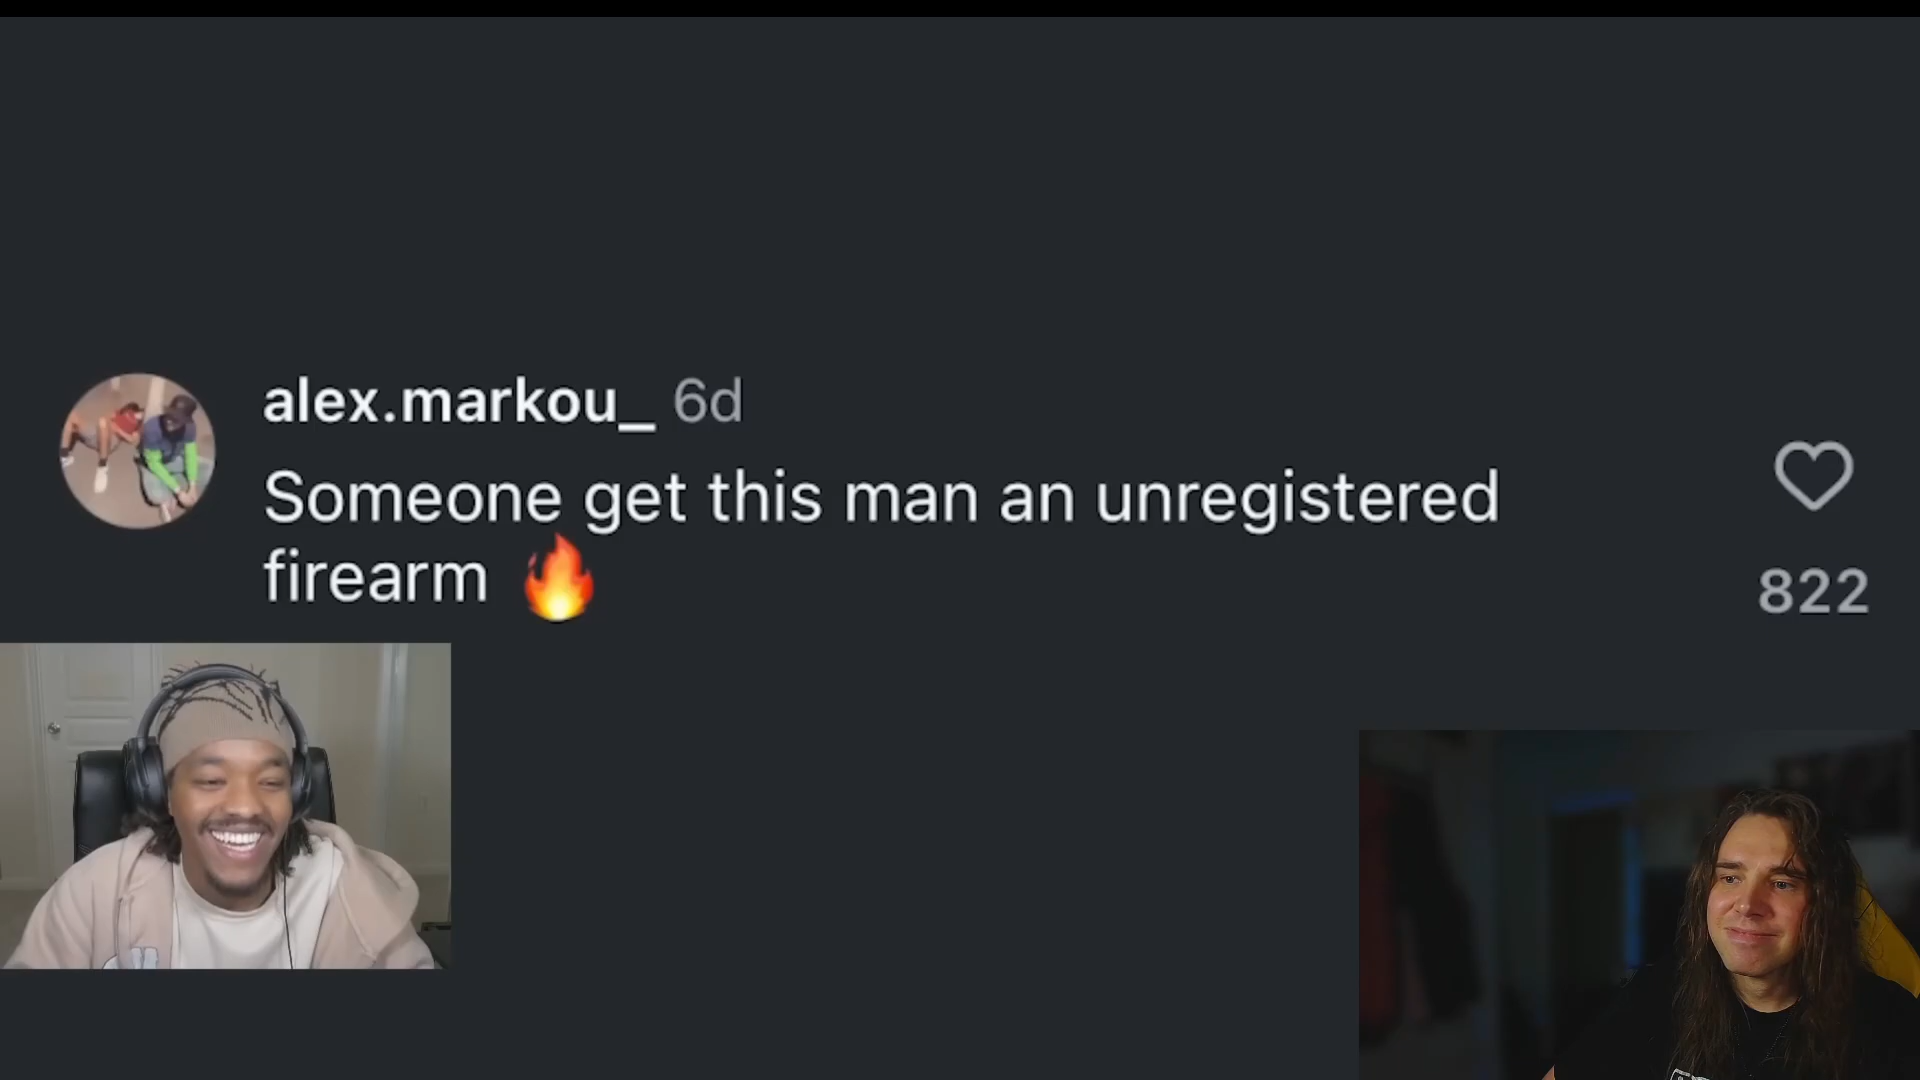 alex.markou_ 6d
Someone get this man an unregistered
firearm 🔥
822